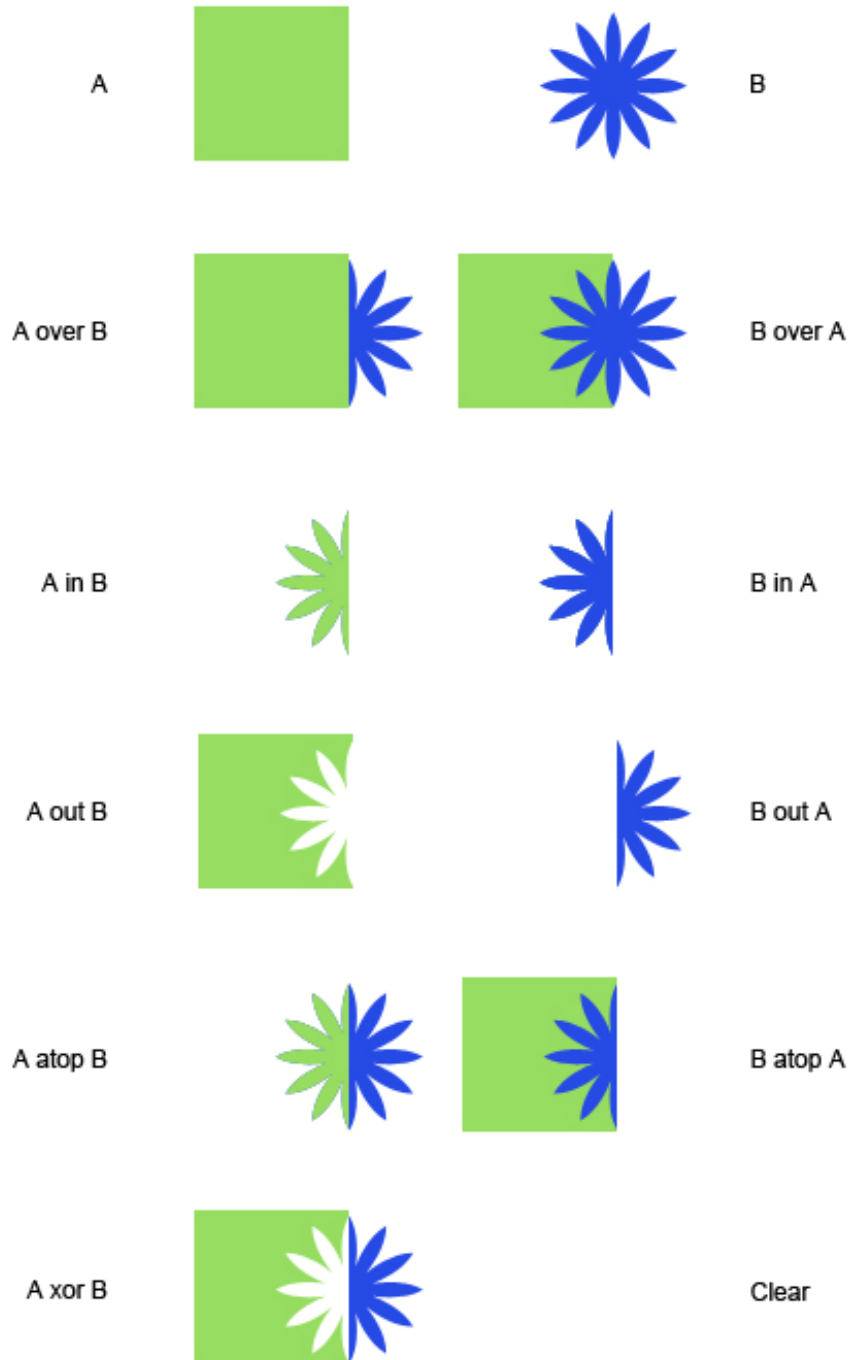 A
B
A over B
B over A
A in B
B in A
A out B
B out A
A atop B
B atop A
A xor B
Clear